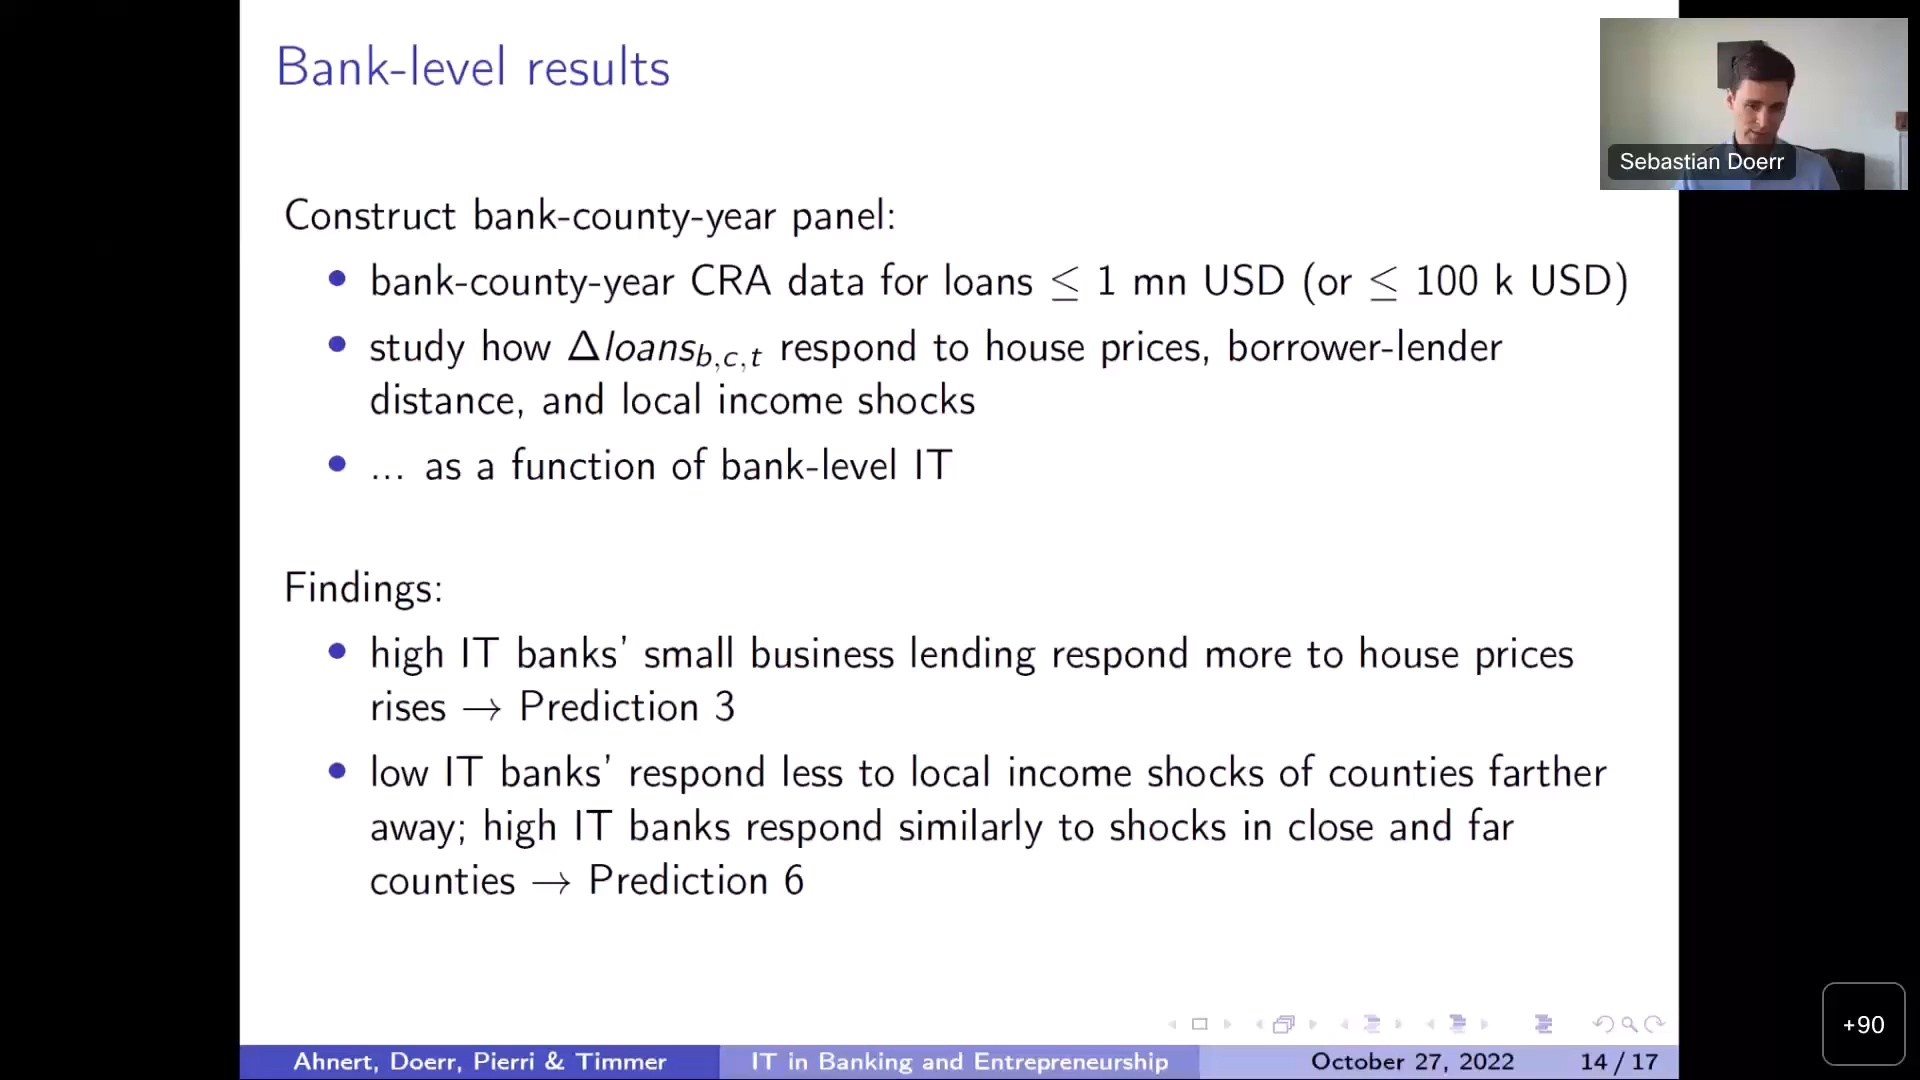 Bank-level results
Sebastian Doerr
Construct bank-county-year panel:
• bank-county-year CRA data for loans ≤ 1 mn USD (or ≤ 100 k USD)
• study how Δloans_{b,c,t} respond to house prices, borrower-lender
distance, and local income shocks
• ... as a function of bank-level IT
Findings:
• high IT banks' small business lending respond more to house prices
rises → Prediction 3
• low IT banks' respond less to local income shocks of counties farther
away; high IT banks respond similarly to shocks in close and far
counties → Prediction 6
+90
Ahnert, Doerr, Pierri & Timmer IT in Banking and Entrepreneurship October 27, 2022 14 / 17